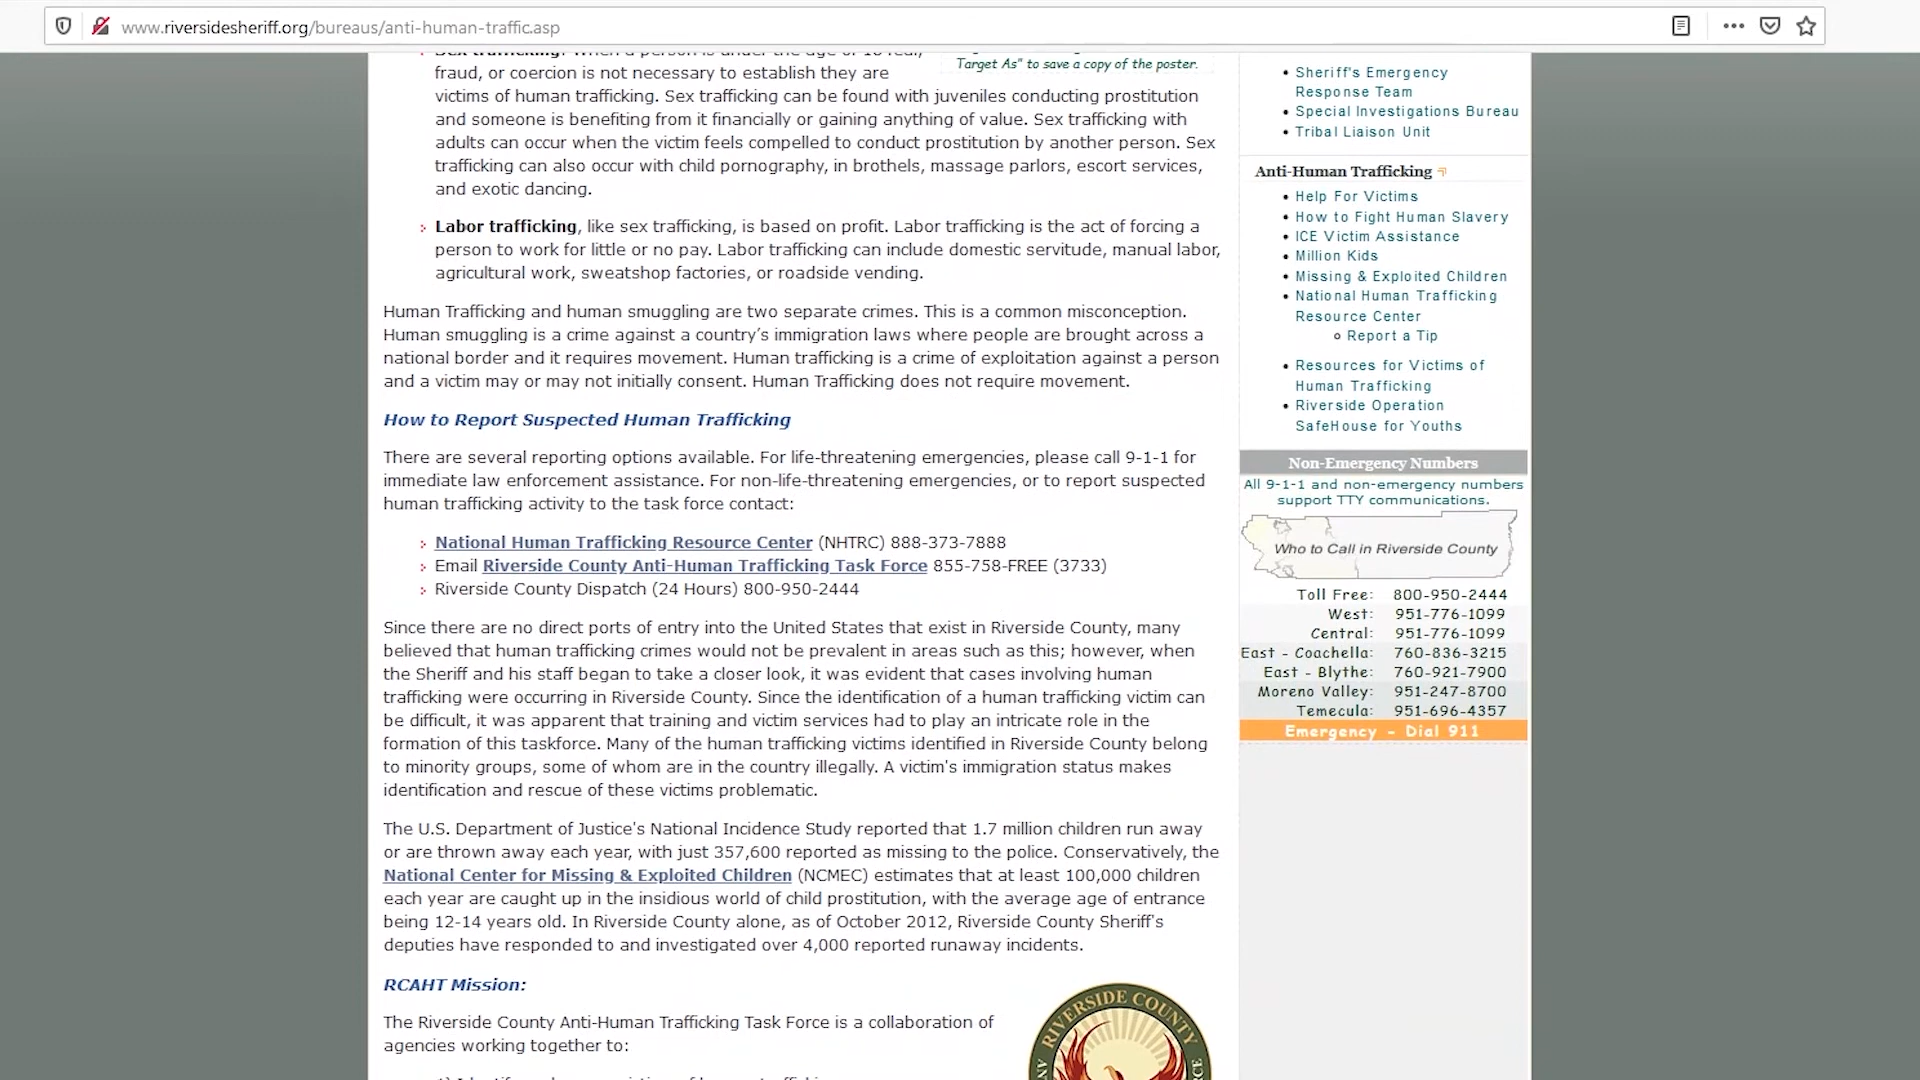 www.riversidesheriff.org/bureaus/anti-human-traffic.asp
Target As" to save a copy of the poster.
fraud, or coercion is not necessary to establish they are
victims of human trafficking. Sex trafficking can be found with juveniles conducting prostitution
and someone is benefiting from it financially or gaining anything of value. Sex trafficking with
adults can occur when the victim feels compelled to conduct prostitution by another person. Sex
trafficking can also occur with child pornography, in brothels, massage parlors, escort services,
and exotic dancing.
Labor trafficking, like sex trafficking, is based on profit. Labor trafficking is the act of forcing a
person to work for little or no pay. Labor trafficking can include domestic servitude, manual labor,
agricultural work, sweatshop factories, or roadside vending.
Human Trafficking and human smuggling are two separate crimes. This is a common misconception.
Human smuggling is a crime against a country’s immigration laws where people are brought across a
national border and it requires movement. Human trafficking is a crime of exploitation against a person
and a victim may or may not initially consent. Human Trafficking does not require movement.
How to Report Suspected Human Trafficking
There are several reporting options available. For life-threatening emergencies, please call 9-1-1 for
immediate law enforcement assistance. For non-life-threatening emergencies, or to report suspected
human trafficking activity to the task force contact:
National Human Trafficking Resource Center (NHTRC) 888-373-7888
Email Riverside County Anti-Human Trafficking Task Force 855-758-FREE (3733)
Riverside County Dispatch (24 Hours) 800-950-2444
Since there are no direct ports of entry into the United States that exist in Riverside County, many
believed that human trafficking crimes would not be prevalent in areas such as this; however, when
the Sheriff and his staff began to take a closer look, it was evident that cases involving human
trafficking were occurring in Riverside County. Since the identification of a human trafficking victim can
be difficult, it was apparent that training and victim services had to play an intricate role in the
formation of this taskforce. Many of the human trafficking victims identified in Riverside County belong
to minority groups, some of whom are in the country illegally. A victim's immigration status makes
identification and rescue of these victims problematic.
The U.S. Department of Justice's National Incidence Study reported that 1.7 million children run away
or are thrown away each year, with just 357,600 reported as missing to the police. Conservatively, the
National Center for Missing & Exploited Children (NCMEC) estimates that at least 100,000 children
each year are caught up in the insidious world of child prostitution, with the average age of entrance
being 12-14 years old. In Riverside County alone, as of October 2012, Riverside County Sheriff's
deputies have responded to and investigated over 4,000 reported runaway incidents.
RCAHT Mission:
The Riverside County Anti-Human Trafficking Task Force is a collaboration of
agencies working together to:
RIVERSIDE COUNTY
Sheriff's Emergency
Response Team
Special Investigations Bureau
Tribal Liaison Unit
Anti-Human Trafficking
Help For Victims
How to Fight Human Slavery
ICE Victim Assistance
Million Kids
Missing & Exploited Children
National Human Trafficking
Resource Center
Report a Tip
Resources for Victims of
Human Trafficking
Riverside Operation
SafeHouse for Youths
Non-Emergency Numbers
All 9-1-1 and non-emergency numbers
support TTY communications.
Who to Call in Riverside County
Toll Free: 800-950-2444
West: 951-776-1099
Central: 951-776-1099
East - Coachella: 760-836-3215
East - Blythe: 760-921-7900
Moreno Valley: 951-247-8700
Temecula: 951-696-4357
Emergency - Dial 911